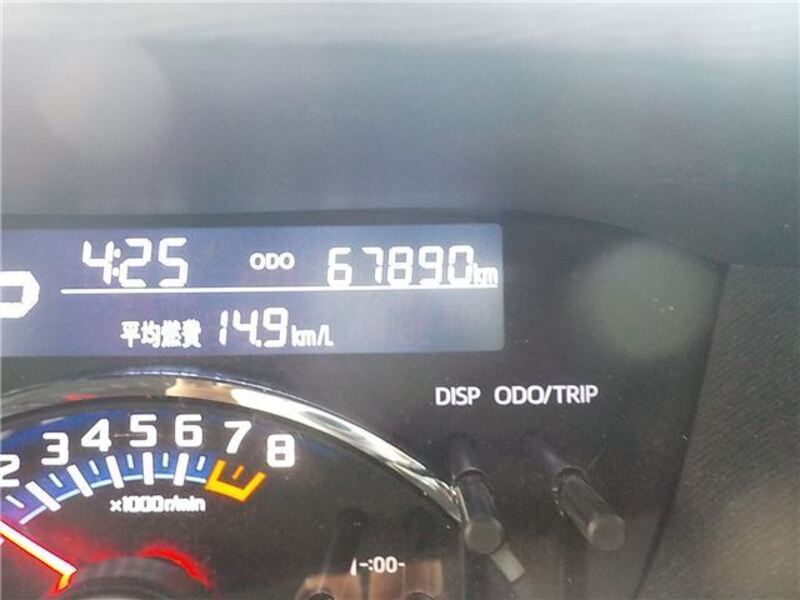 4:25 ODO 67890km
平均燃費 14.9km/L
DISP ODO/TRIP
2 3 4 5 6 7 8
×1000r/min
-:00-